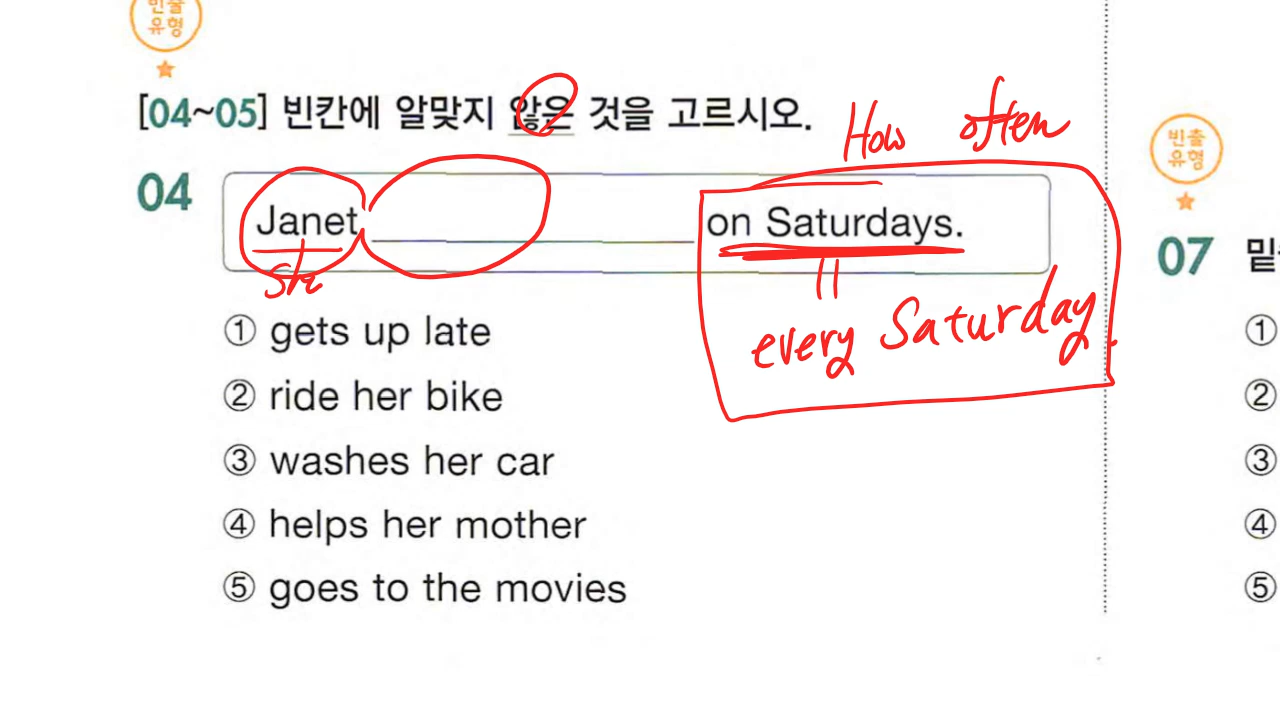 빈출
유형
[04~05] 빈칸에 알맞지 않은 것을 고르시오.
How often
04
Janet ____________ on Saturdays.
She
every Saturday.
① gets up late
② ride her bike
③ washes her car
④ helps her mother
⑤ goes to the movies
빈출
유형
07
①
②
③
④
⑤